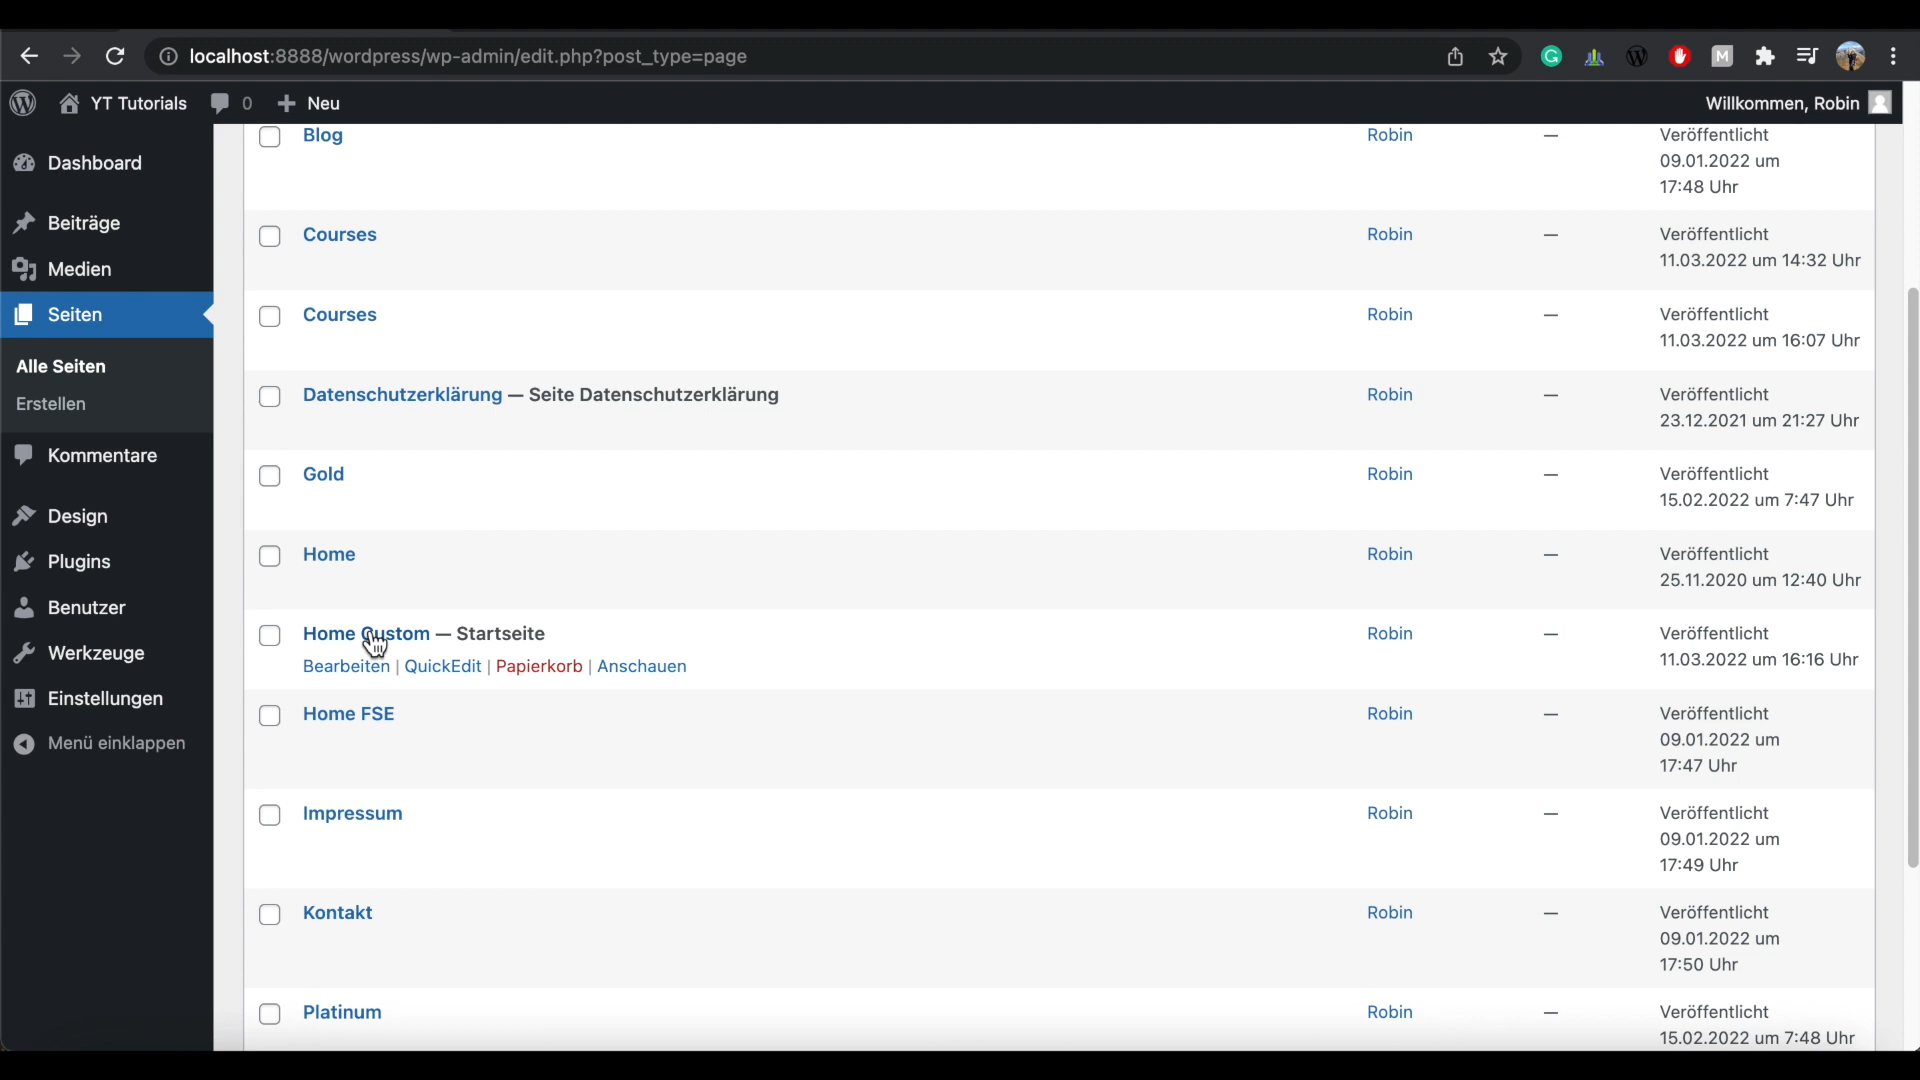 localhost:8888/wordpress/wp-admin/edit.php?post_type=page
YT Tutorials 0 Neu Willkommen, Robin
Dashboard
Beiträge
Medien
Seiten
Alle Seiten
Erstellen
Kommentare
Design
Plugins
Benutzer
Werkzeuge
Einstellungen
Menü einklappen
Blog Robin — Veröffentlicht
09.01.2022 um
17:48 Uhr
Courses Robin — Veröffentlicht
11.03.2022 um 14:32 Uhr
Courses Robin — Veröffentlicht
11.03.2022 um 16:07 Uhr
Datenschutzerklärung — Seite Datenschutzerklärung Robin — Veröffentlicht
23.12.2021 um 21:27 Uhr
Gold Robin — Veröffentlicht
15.02.2022 um 7:47 Uhr
Home Robin — Veröffentlicht
25.11.2020 um 12:40 Uhr
Home Custom — Startseite Robin — Veröffentlicht
Bearbeiten | QuickEdit | Papierkorb | Anschauen 11.03.2022 um 16:16 Uhr
Home FSE Robin — Veröffentlicht
09.01.2022 um
17:47 Uhr
Impressum Robin — Veröffentlicht
09.01.2022 um
17:49 Uhr
Kontakt Robin — Veröffentlicht
09.01.2022 um
17:50 Uhr
Platinum Robin — Veröffentlicht
15.02.2022 um 7:48 Uhr